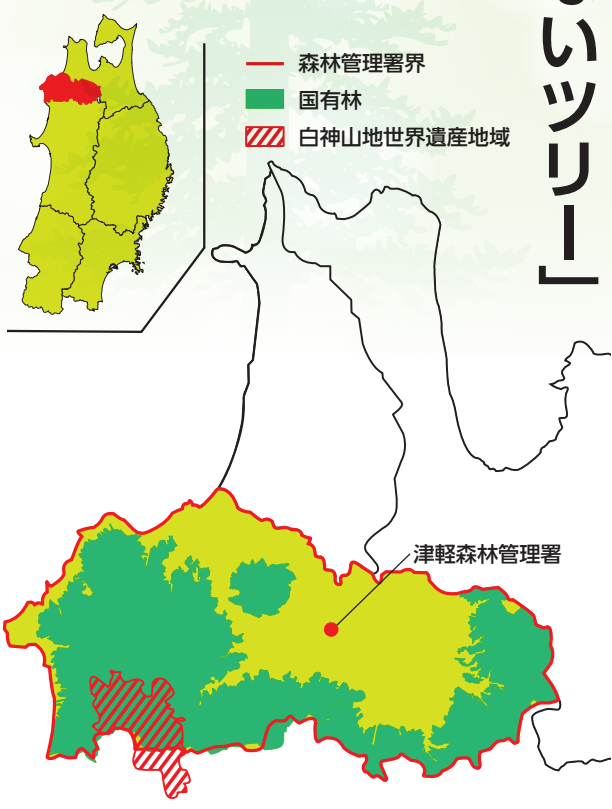 いツリー」
森林管理署界
国有林
白神山地世界遺産地域
津軽森林管理署